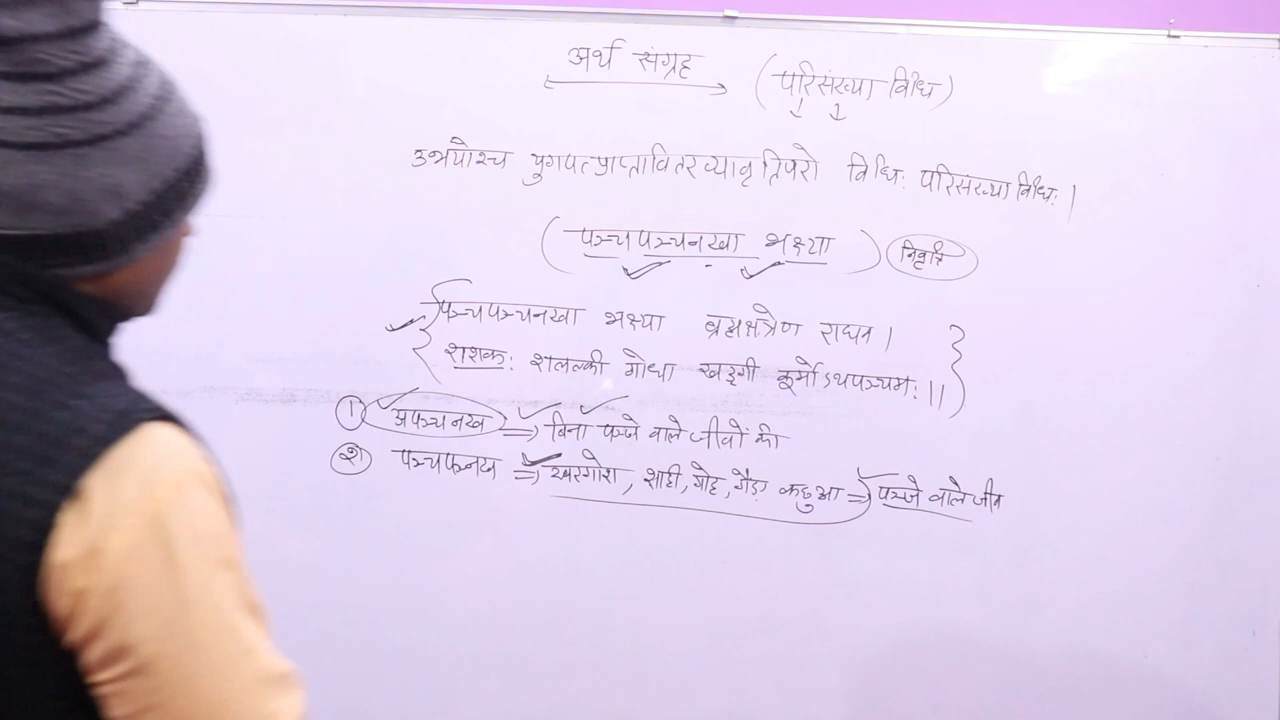 अर्थ संग्रह (परिसंख्या विधि)
उभयोश्च युगपत्प्राप्तावितरव्यावृत्तिपरो विधिः परिसंख्या विधिः |
(पञ्चपञ्चनखा भक्ष्या) निवृत्ति
पञ्चपञ्चनखा भक्ष्या ब्रह्मक्षत्रेण राघव |
शशकः शल्लकी गोधा खड्गी कूर्मोऽथपञ्चमः ||
① अपञ्चनख ⇒ बिना पञ्जे वाले जीवों की
② पञ्चपञ्चनख ⇒ खरगोश, शाही, गोह, गैंडा कछुआ ⇒ पञ्जे वाले जीव